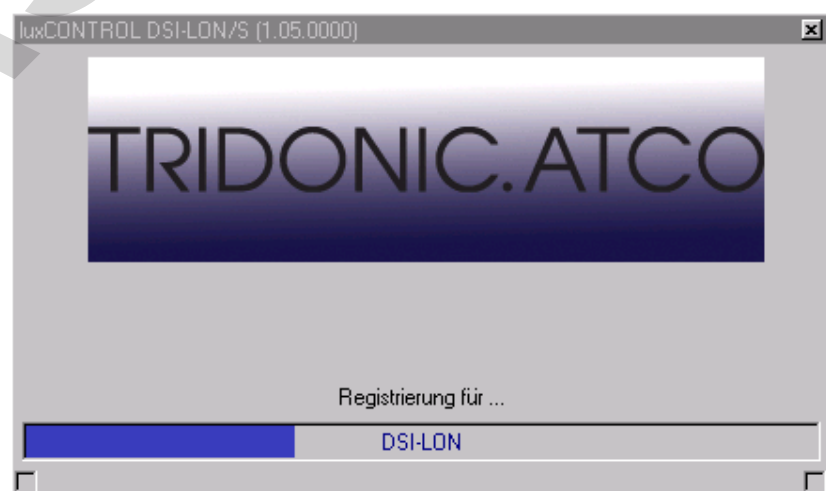 luxCONTROL DSI-LON/S (1.05.0000)
TRIDONIC.ATCO
Registrierung für ...
DSI-LON